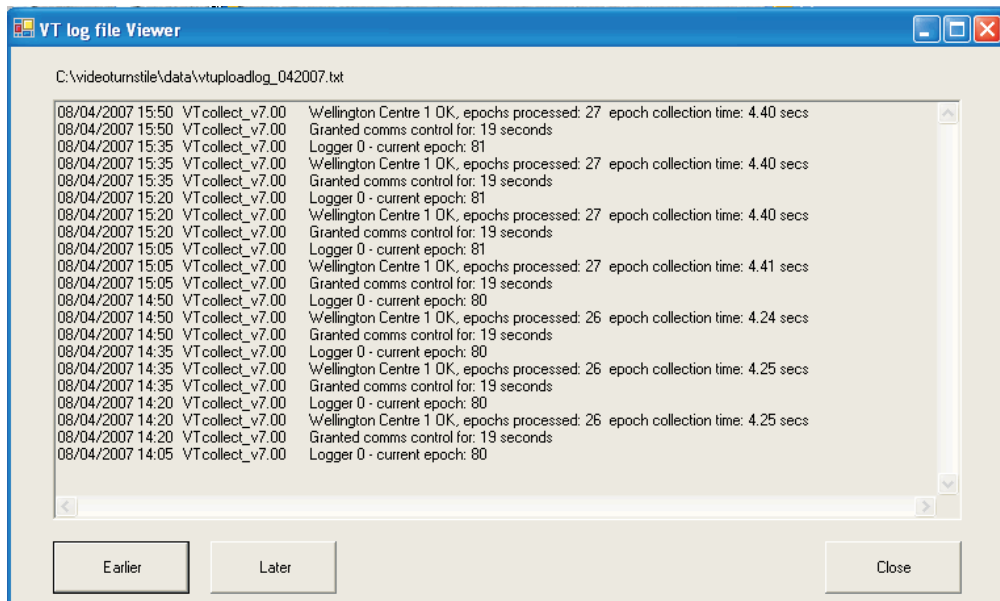 VT log file Viewer
C:\videoturnstile\data\vtuploadlog_042007.txt
08/04/2007 15:50 VTcollect_v7.00 Wellington Centre 1 OK, epochs processed: 27 epoch collection time: 4.40 secs
08/04/2007 15:50 VTcollect_v7.00 Granted comms control for: 19 seconds
08/04/2007 15:35 VTcollect_v7.00 Logger 0 - current epoch: 81
08/04/2007 15:35 VTcollect_v7.00 Wellington Centre 1 OK, epochs processed: 27 epoch collection time: 4.40 secs
08/04/2007 15:35 VTcollect_v7.00 Granted comms control for: 19 seconds
08/04/2007 15:20 VTcollect_v7.00 Logger 0 - current epoch: 81
08/04/2007 15:20 VTcollect_v7.00 Wellington Centre 1 OK, epochs processed: 27 epoch collection time: 4.40 secs
08/04/2007 15:20 VTcollect_v7.00 Granted comms control for: 19 seconds
08/04/2007 15:05 VTcollect_v7.00 Logger 0 - current epoch: 81
08/04/2007 15:05 VTcollect_v7.00 Wellington Centre 1 OK, epochs processed: 27 epoch collection time: 4.41 secs
08/04/2007 15:05 VTcollect_v7.00 Granted comms control for: 19 seconds
08/04/2007 14:50 VTcollect_v7.00 Logger 0 - current epoch: 80
08/04/2007 14:50 VTcollect_v7.00 Wellington Centre 1 OK, epochs processed: 26 epoch collection time: 4.24 secs
08/04/2007 14:50 VTcollect_v7.00 Granted comms control for: 19 seconds
08/04/2007 14:35 VTcollect_v7.00 Logger 0 - current epoch: 80
08/04/2007 14:35 VTcollect_v7.00 Wellington Centre 1 OK, epochs processed: 26 epoch collection time: 4.25 secs
08/04/2007 14:35 VTcollect_v7.00 Granted comms control for: 19 seconds
08/04/2007 14:20 VTcollect_v7.00 Logger 0 - current epoch: 80
08/04/2007 14:20 VTcollect_v7.00 Wellington Centre 1 OK, epochs processed: 26 epoch collection time: 4.25 secs
08/04/2007 14:20 VTcollect_v7.00 Granted comms control for: 19 seconds
08/04/2007 14:05 VTcollect_v7.00 Logger 0 - current epoch: 80
Earlier Later Close